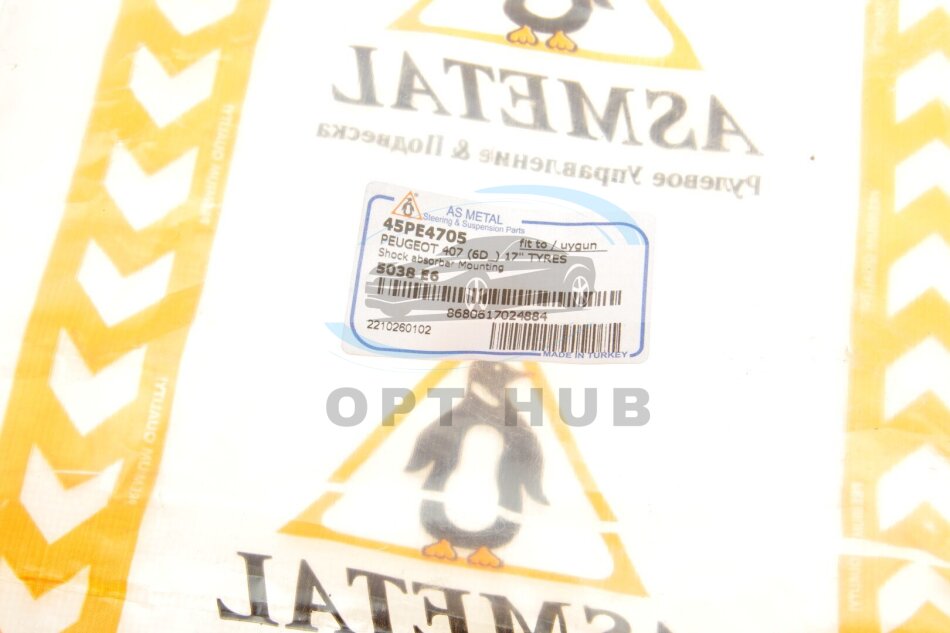 ASMETAL
Рулевое Управление & Подвеска
AS METAL
Steering & Suspension Parts
45PE4705
fit to / uygun
PEUGEOT 407 (6D_) 17" TYRES
Shock absorbar Mounting
5038 E6
8680617024884
2210260102
MADE IN TURKEY
OPT HUB
ASMETAL